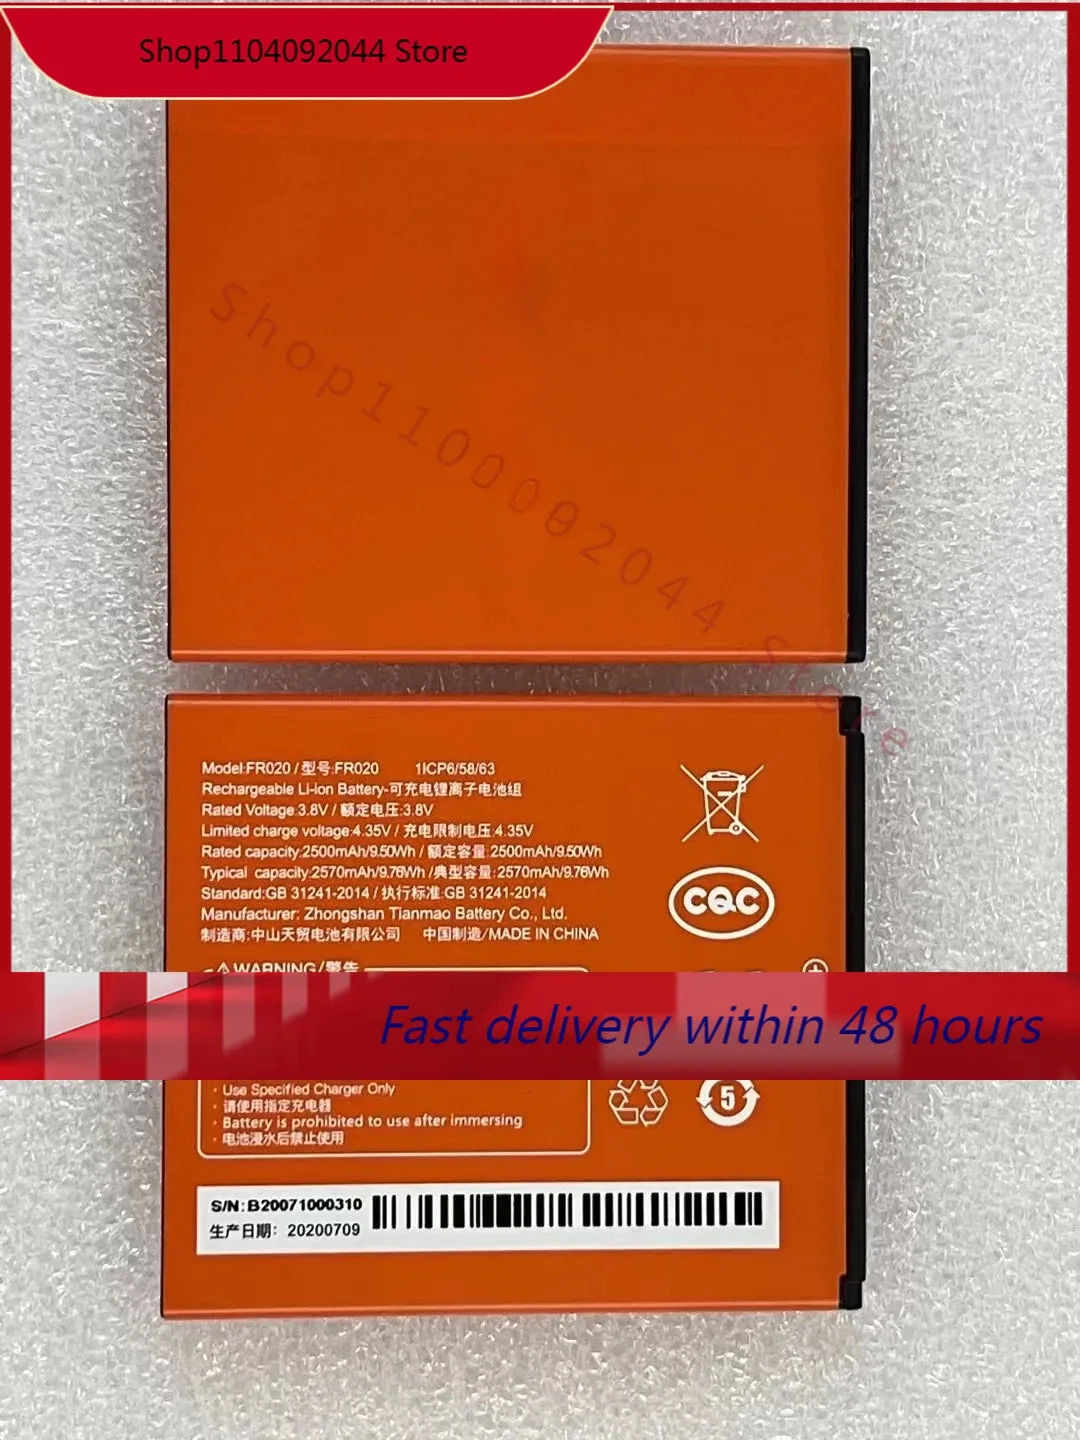 Shop1104092044 Store
Shop1100002044 Store
Model:FR020 / 型号:FR020 1ICP6/58/63
Rechargeable Li-ion Battery-可充电锂离子电池组
Rated Voltage:3.8V / 额定电压:3.8V
Limited charge voltage:4.35V / 充电限制电压:4.35V
Rated capacity:2500mAh/9.50Wh / 额定容量:2500mAh/9.50Wh
Typical capacity:2570mAh/9.76Wh /典型容量:2570mAh/9.76Wh
Standard:GB 31241-2014 / 执行标准:GB 31241-2014
Manufacturer: Zhongshan Tianmao Battery Co., Ltd.
制造商:中山天贸电池有限公司 中国制造/MADE IN CHINA
CQC
WARNING/警告
Fast delivery within 48 hours
· Use Specified Charger Only
· 请使用指定充电器
· Battery is prohibited to use after immersing
· 电池浸水后禁止使用
5
S/N: B20071000310
生产日期: 20200709